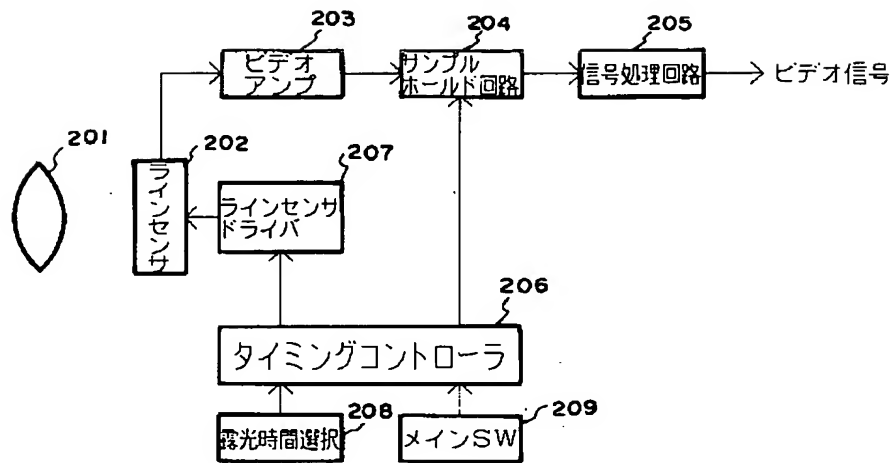 203
204
205
ビデオ
アンプ
サンプル
ホールド回路
信号処理回路
ビデオ信号
201
202
ラインセンサ
207
ラインセンサ
ドライバ
206
タイミングコントローラ
208
露光時間選択
209
メインSW